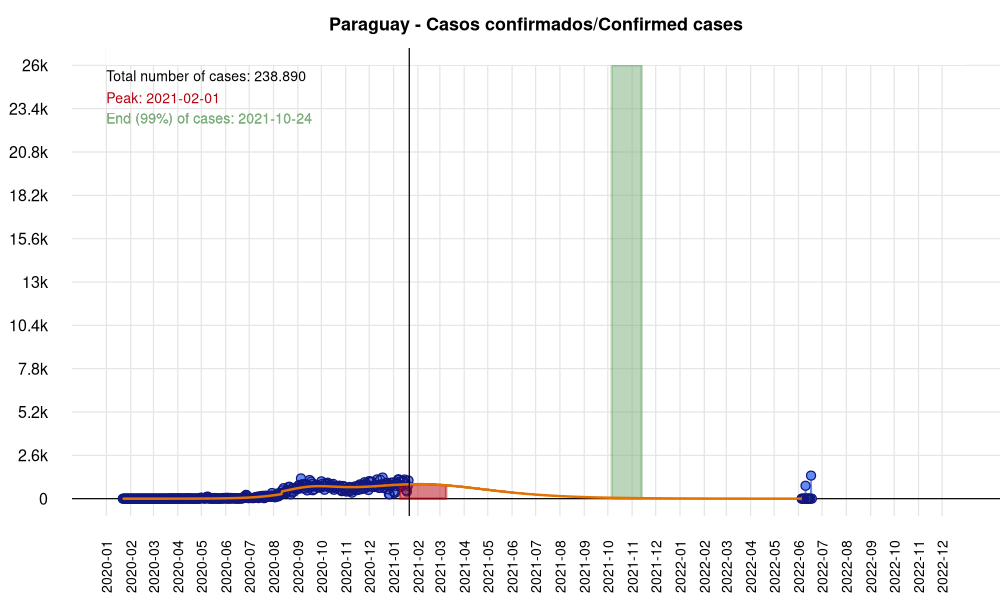 Paraguay - Casos confirmados/Confirmed cases
Total number of cases: 238.890
Peak: 2021-02-01
End (99%) of cases: 2021-10-24
26k
23.4k
20.8k
18.2k
15.6k
13k
10.4k
7.8k
5.2k
2.6k
0
2020-01
2020-02
2020-03
2020-04
2020-05
2020-06
2020-07
2020-08
2020-09
2020-10
2020-11
2020-12
2021-01
2021-02
2021-03
2021-04
2021-05
2021-06
2021-07
2021-08
2021-09
2021-10
2021-11
2021-12
2022-01
2022-02
2022-03
2022-04
2022-05
2022-06
2022-07
2022-08
2022-09
2022-10
2022-11
2022-12